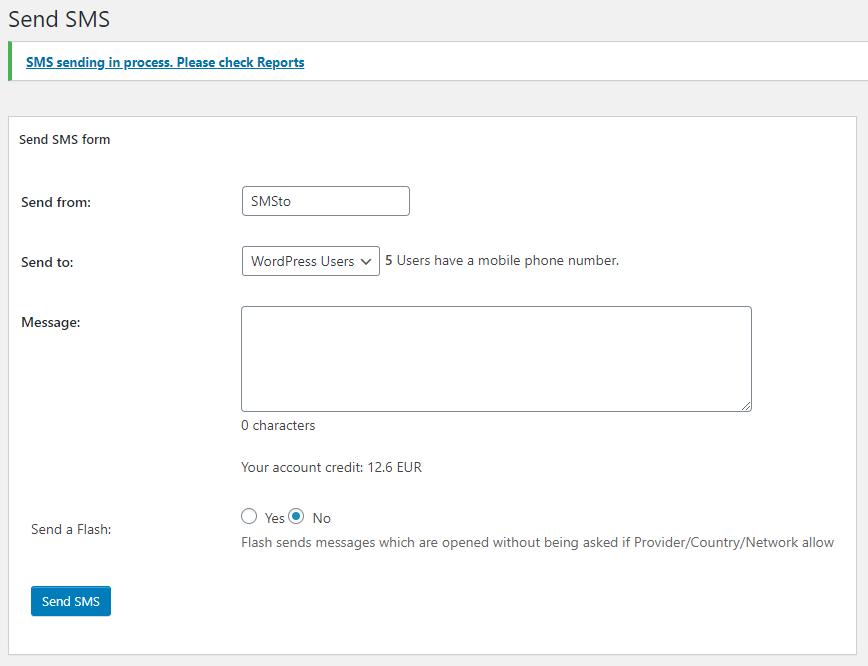 Send SMS
SMS sending in process. Please check Reports
Send SMS form
Send from: SMSto
Send to: WordPress Users 5 Users have a mobile phone number.
Message:
0 characters
Your account credit: 12.6 EUR
Yes No
Send a Flash:
Flash sends messages which are opened without being asked if Provider/Country/Network allow
Send SMS